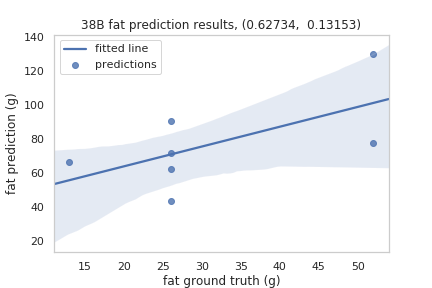 38B fat prediction results, (0.62734, 0.13153)
fitted line
predictions
140
120
100
80
60
40
20
fat prediction (g)
15 20 25 30 35 40 45 50
fat ground truth (g)